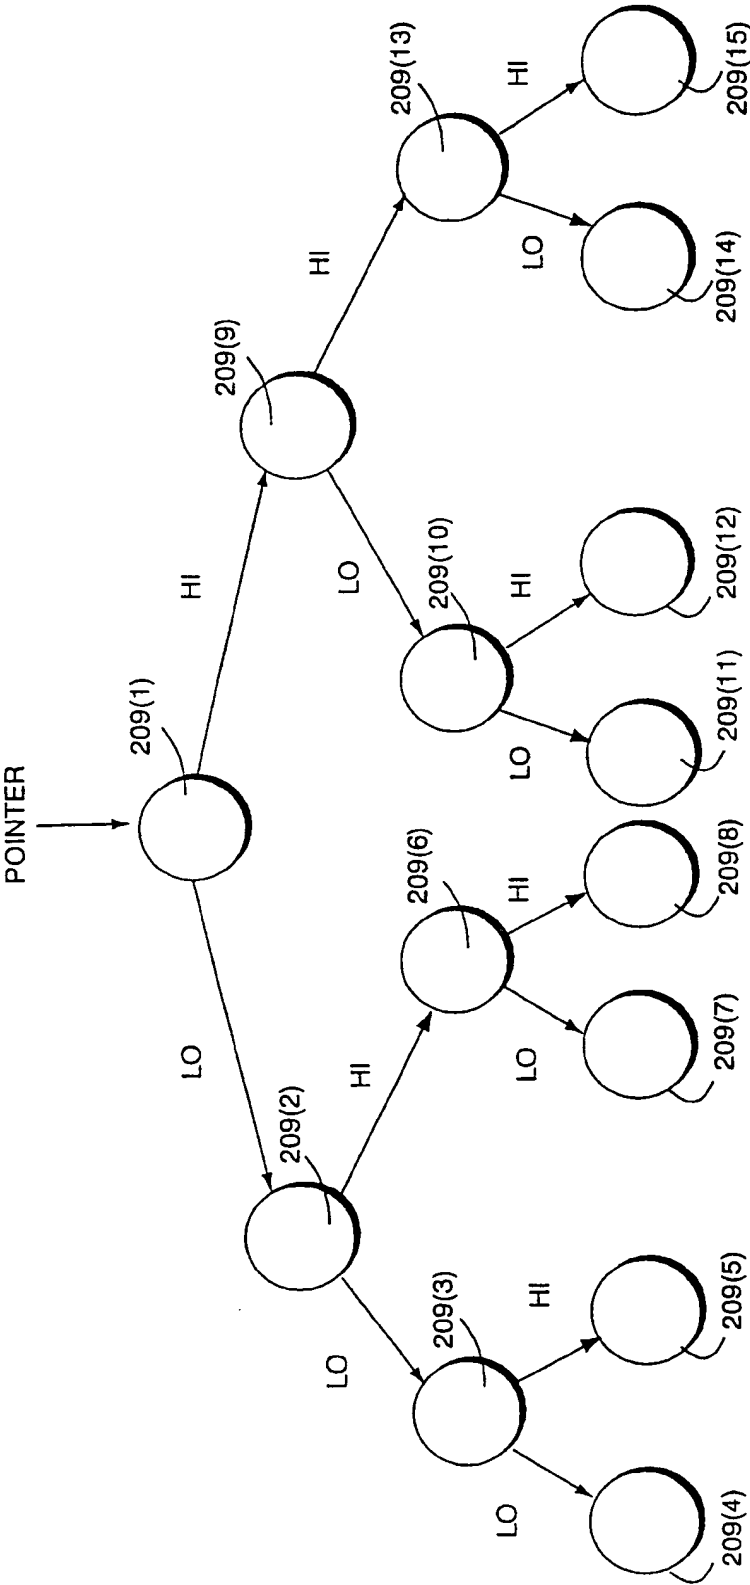 POINTER
209(1)
LO
HI
209(2)
209(9)
LO
HI
LO
HI
209(3)
209(6)
209(10)
209(13)
LO
HI
LO
HI
LO
HI
LO
HI
209(4)
209(5)
209(7)
209(8)
209(11)
209(12)
209(14)
209(15)